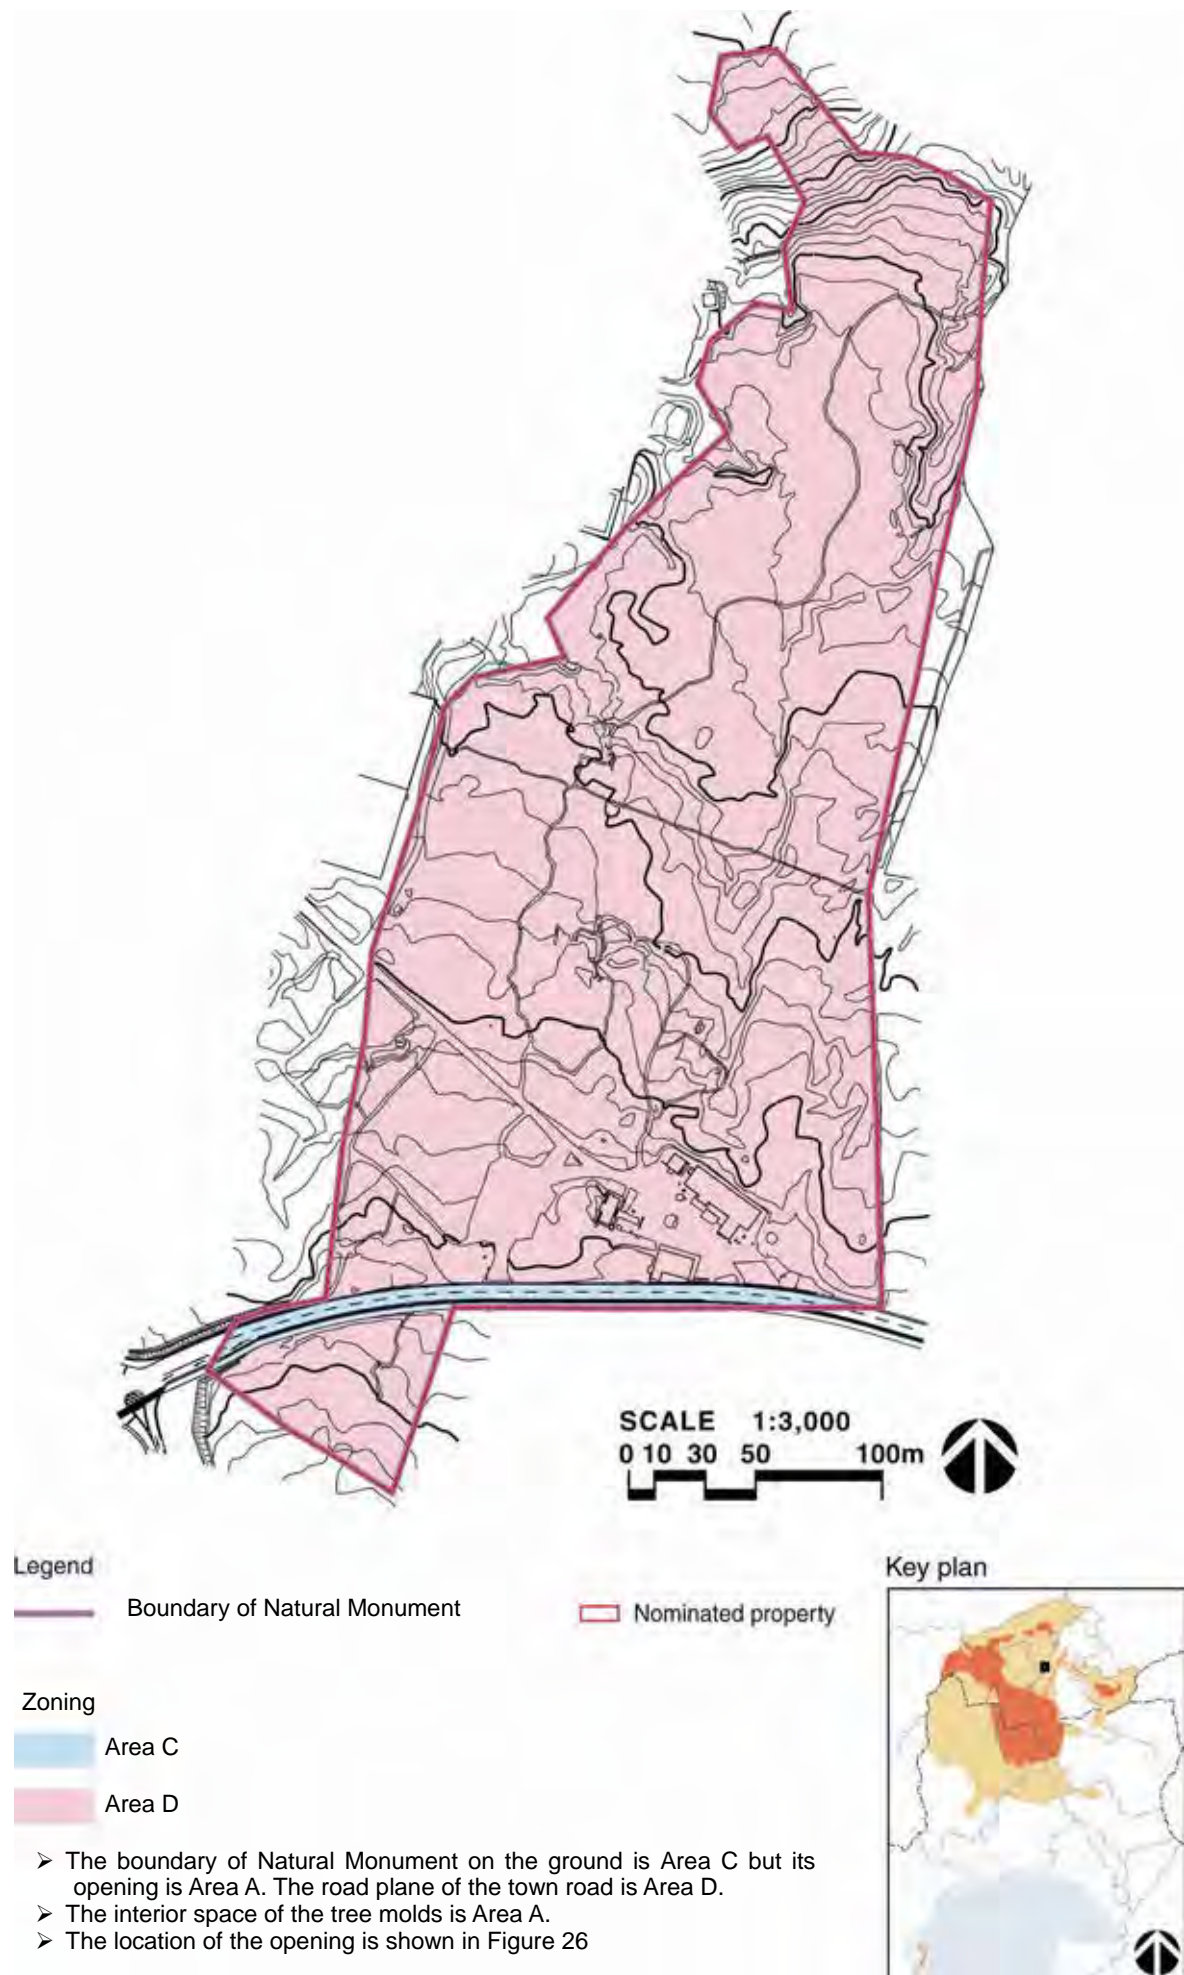 SCALE 1:3,000
0 10 30 50 100m
Legend
Boundary of Natural Monument
Nominated property
Key plan
Zoning
Area C
Area D
➢ The boundary of Natural Monument on the ground is Area C but its
opening is Area A. The road plane of the town road is Area D.
➢ The interior space of the tree molds is Area A.
➢ The location of the opening is shown in Figure 26